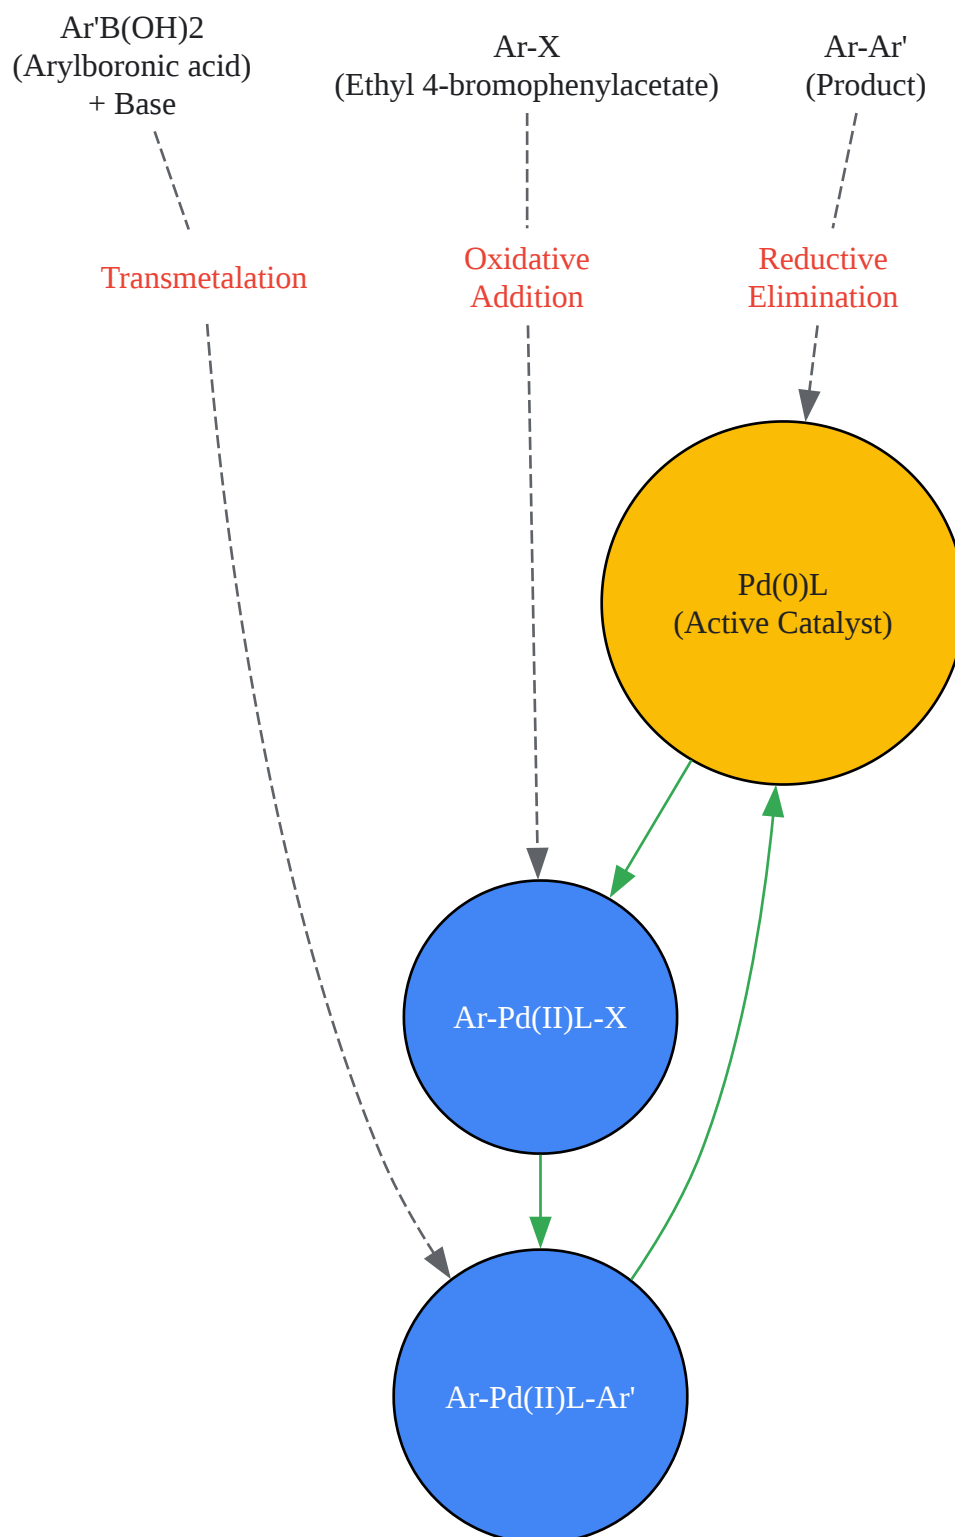 Ar'B(OH)2
(Arylboronic acid)
+ Base
Ar-X
(Ethyl 4-bromophenylacetate)
Ar-Ar'
(Product)
Transmetalation
Oxidative
Addition
Reductive
Elimination
Pd(0)L
(Active Catalyst)
Ar-Pd(II)L-X
Ar-Pd(II)L-Ar'